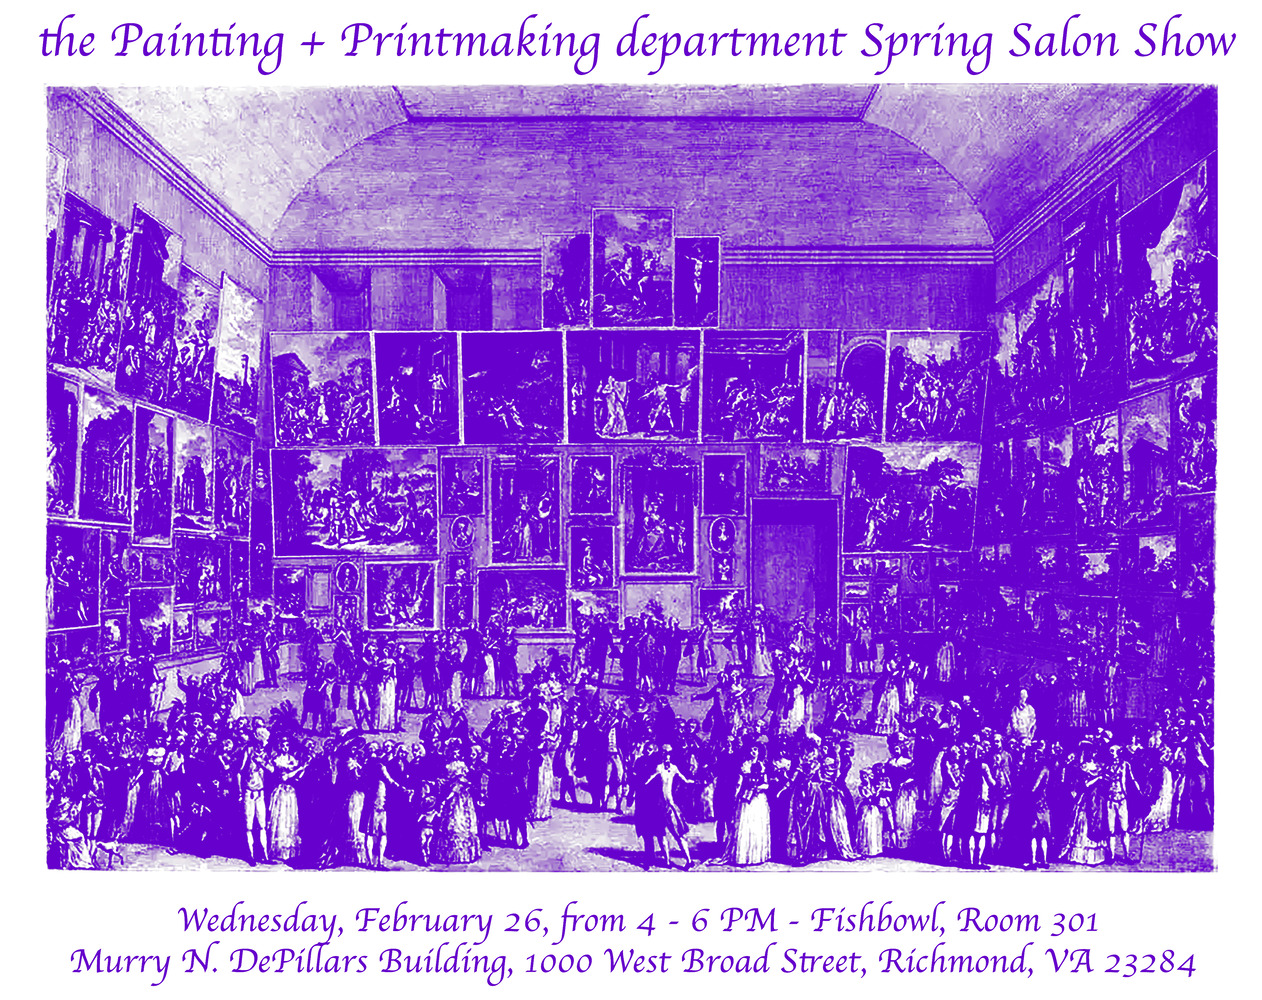 the Painting + Printmaking department Spring Salon Show
Wednesday, February 26, from 4 - 6 PM - Fishbowl, Room 301
Murry N. DePillars Building, 1000 West Broad Street, Richmond, VA 23284